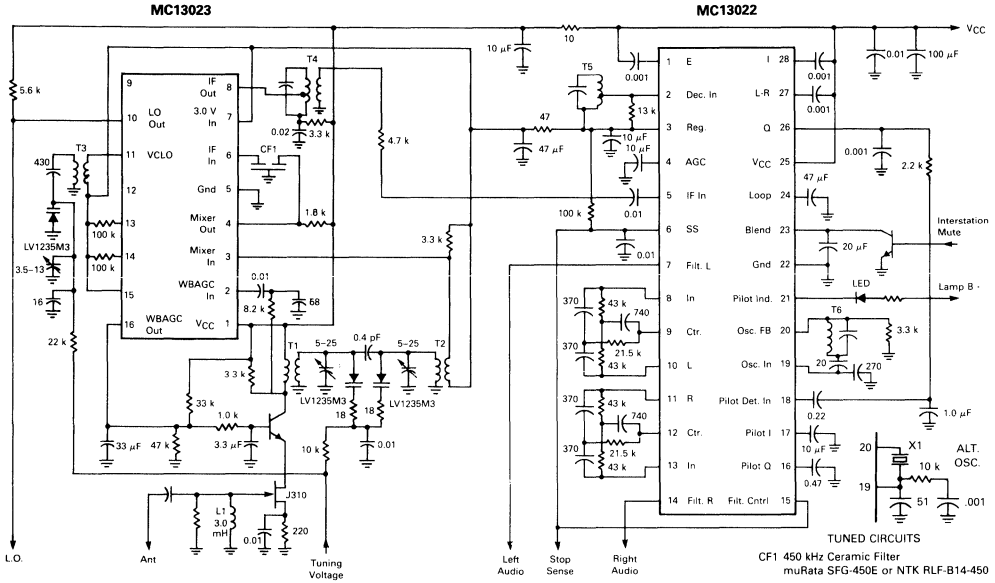 MC13023
MC13022
VCC
10 µF
10
0.01
100 µF
5.6 k
9
10 LO Out
11 VCLO
12
13
14
15
16 WBAGC Out
IF Out 8
3.0 V In 7
IF In 6
Gnd 5
Mixer Out 4
Mixer In 3
WBAGC In 2
VCC 1
T4
0.02
3.3 k
CF1
1.8 k
4.7 k
T3
430
LV1235M3
3.5–13
16
100 k
100 k
22 k
0.01
68
8.2 k
3.3 k
33 k
1.0 k
47 k
33 µF
3.3 µF
T1
5–25
0.4 pF
5–25
T2
LV1235M3
LV1235M3
18
18
10 k
0.01
3.3 k
J310
L1
3.0
mH
0.01
220
L.O.
Ant
Tuning
Voltage
47
47 µF
T5
0.001
13 k
10 µF
10 µF
100 k
0.01
0.01
1 E
2 Dec. In
3 Reg.
4 AGC
5 IF In
6 SS
7 Filt. L
8 In
9 Ctr.
10 L
11 R
12 Ctr.
13 In
14 Filt. R
I 28
L-R 27
Q 26
VCC 25
Loop 24
Blend 23
Gnd 22
Pilot Ind. 21
Osc. FB 20
Osc. In 19
Pilot Det. In 18
Pilot I 17
Pilot Q 16
Filt. Cntrl 15
370
43 k
740
370
21.5 k
43 k
370
43 k
740
370
21.5 k
43 k
0.001
0.001
0.001
2.2 k
47 µF
20 µF
Interstation
Mute
LED
Lamp B -
T6
3.3 k
20
270
0.22
1.0 µF
10 µF
0.47
20
X1
ALT.
OSC.
10 k
19
51
.001
Left
Audio
Stop
Sense
Right
Audio
TUNED CIRCUITS
CF1 450 kHz Ceramic Filter
muRata SFG-450E or NTK RLF-B14-450